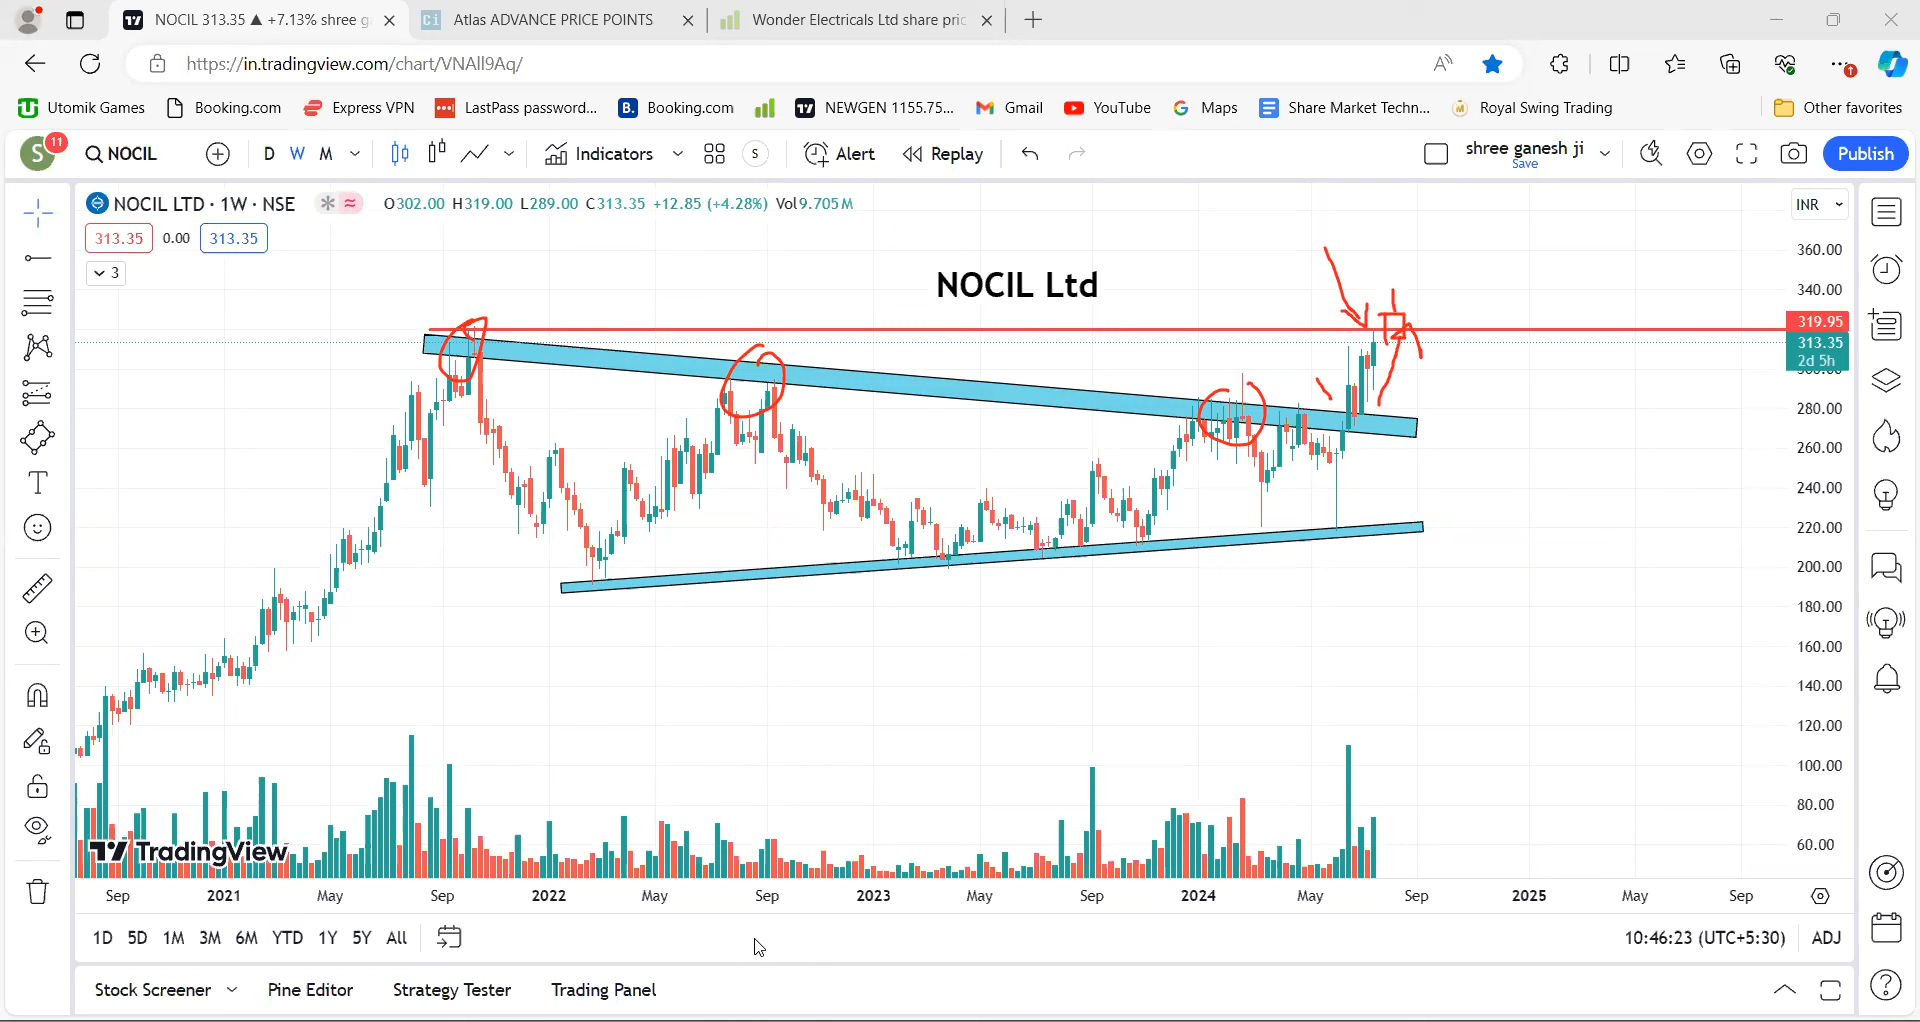 NOCIL 313.35 ▲ +7.13% shree g
Atlas ADVANCE PRICE POINTS
Wonder Electricals Ltd share pric
https://in.tradingview.com/chart/VNAll9Aq/
Utomik Games
Booking.com
Express VPN
LastPass password...
B. Booking.com
NEWGEN 1155.75...
Gmail
YouTube
Maps
Share Market Techn...
Royal Swing Trading
Other favorites
S 11
NOCIL
D W M
Indicators
S
Alert
Replay
shree ganesh ji
Save
Publish
NOCIL LTD · 1W · NSE
O302.00 H319.00 L289.00 C313.35 +12.85 (+4.28%) Vol9.705M
INR
313.35 0.00 313.35
3
NOCIL Ltd
360.00
340.00
319.95
313.35
2d 5h
280.00
260.00
240.00
220.00
200.00
180.00
160.00
140.00
120.00
100.00
80.00
60.00
TradingView
Sep 2021 May Sep 2022 May Sep 2023 May Sep 2024 May Sep 2025 May Sep
1D 5D 1M 3M 6M YTD 1Y 5Y All
10:46:23 (UTC+5:30) ADJ
Stock Screener Pine Editor Strategy Tester Trading Panel